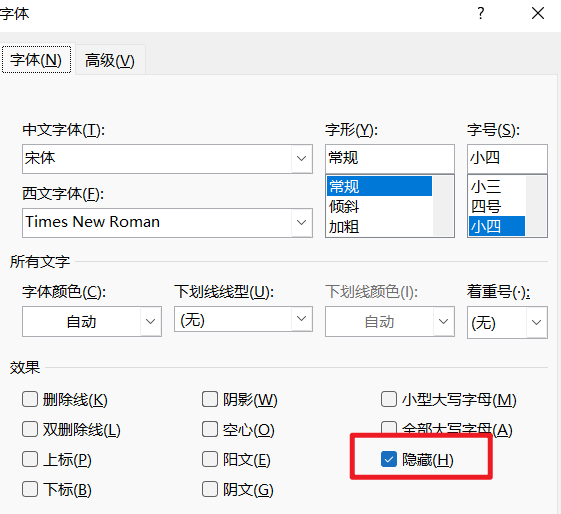 字体 ?
字体(N) 高级(V)
中文字体(T): 字形(Y): 字号(S):
宋体 常规 小四
常规 小三
西文字体(F): 倾斜 四号
Times New Roman 加粗 小四
所有文字
字体颜色(C): 下划线线型(U): 下划线颜色(I): 着重号(·):
自动 (无) 自动 (无)
效果
删除线(K) 阴影(W) 小型大写字母(M)
双删除线(L) 空心(O) 全部大写字母(A)
上标(P) 阳文(E) 隐藏(H)
下标(B) 阴文(G)